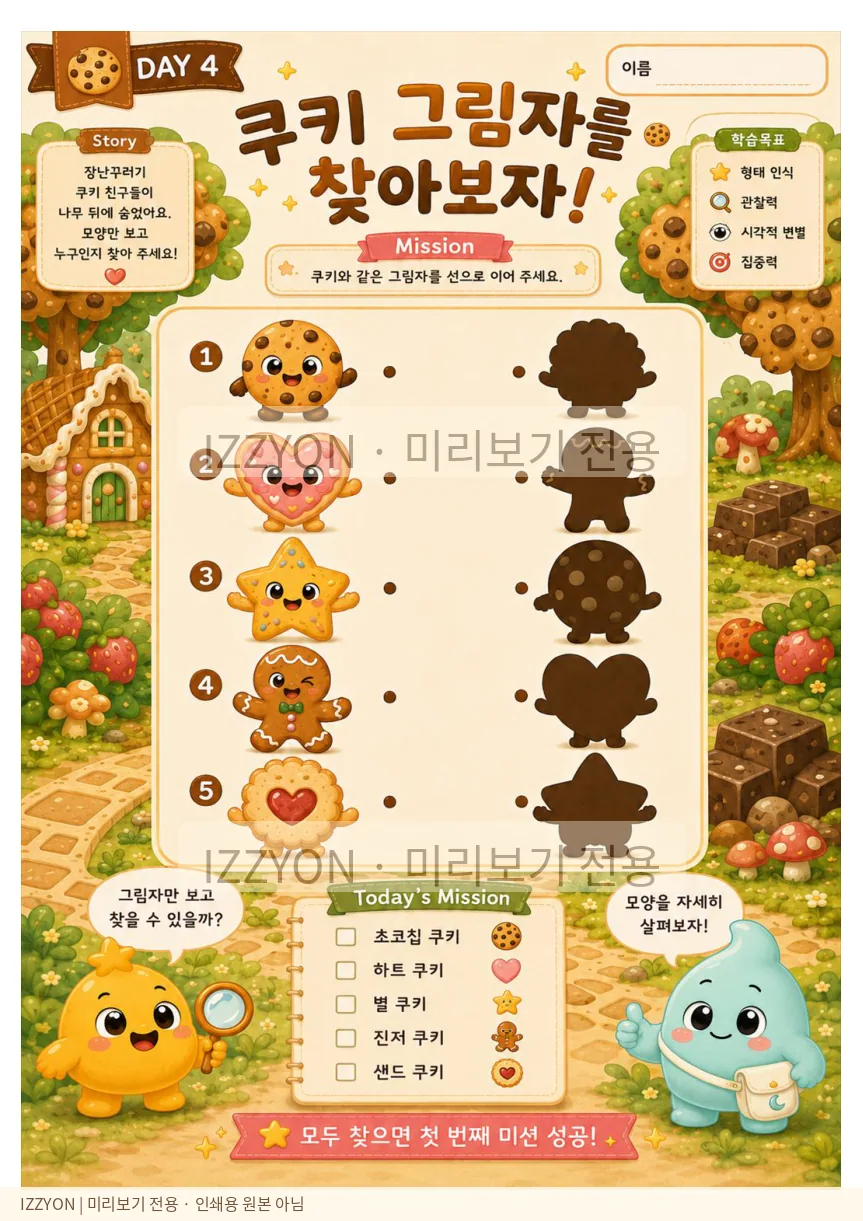 DAY 4
이름
쿠키 그림자를
찾아보자!
Story
장난꾸러기
쿠키 친구들이
나무 뒤에 숨었어요.
모양만 보고
누구인지 찾아 주세요!
학습목표
형태 인식
관찰력
시각적 변별
집중력
Mission
쿠키와 같은 그림자를 선으로 이어 주세요.
1
IZZYON · 미리보기 전용
2
3
4
5
IZZYON · 미리보기 전용
그림자만 보고
찾을 수 있을까?
Today's Mission
초코칩 쿠키
하트 쿠키
별 쿠키
진저 쿠키
샌드 쿠키
모양을 자세히
살펴보자!
모두 찾으면 첫 번째 미션 성공!
IZZYON | 미리보기 전용 · 인쇄용 원본 아님